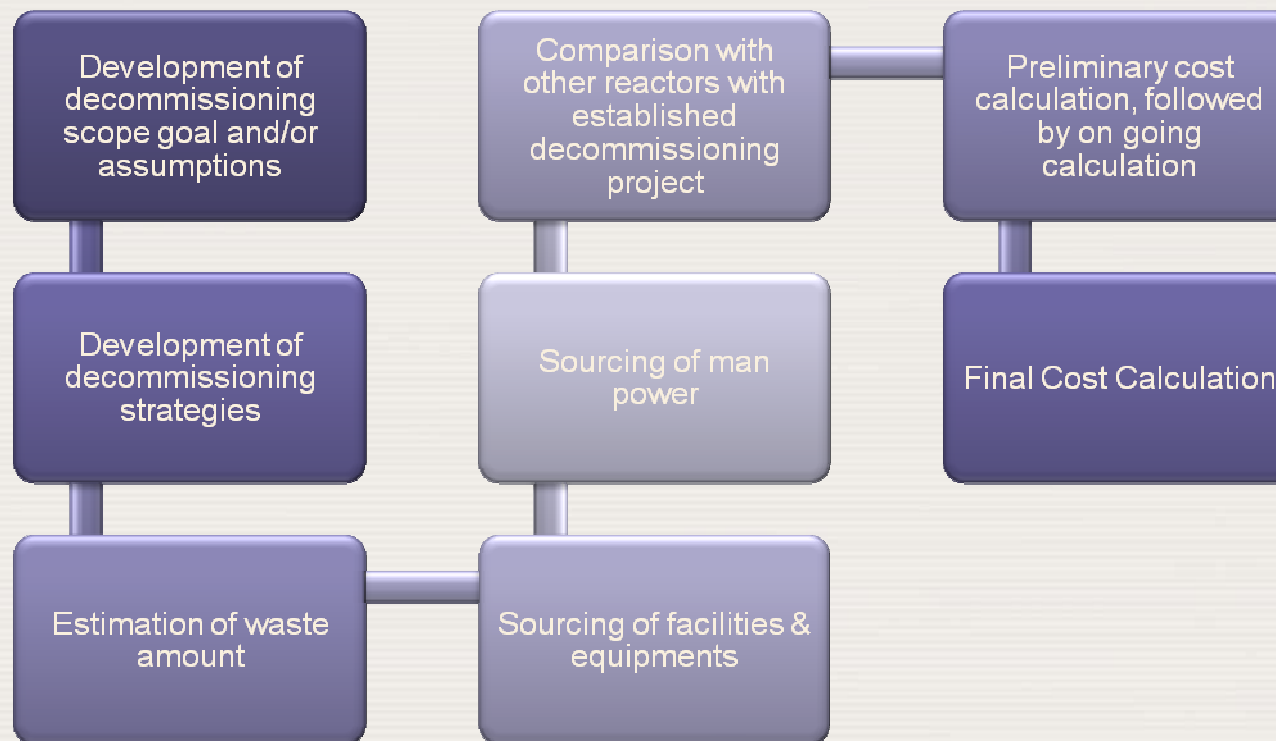 Development of
decommissioning
scope goal and/or
assumptions
Development of
decommissioning
strategies
Estimation of waste
amount
Sourcing of facilities &
equipments
Sourcing of man
power
Comparison with
other reactors with
established
decommissioning
project
Preliminary cost
calculation, followed
by on going
calculation
Final Cost Calculation